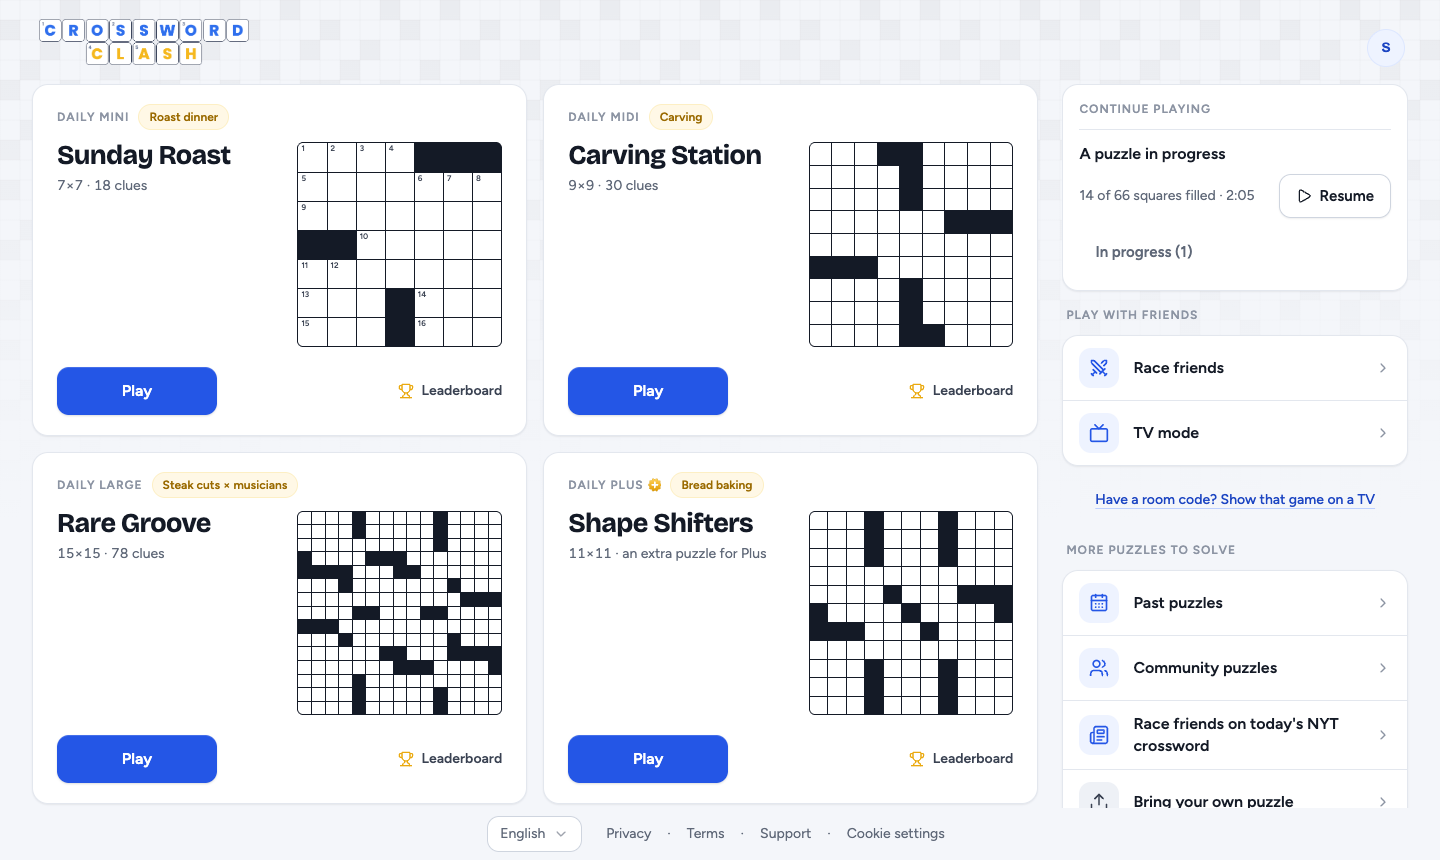 CROSSWORD
CLASH
S
DAILY MINI Roast dinner
Sunday Roast
7×7 · 18 clues
1 2 3 4
5 6 7 8
9
10
11 12
13 14
15 16
Play
Leaderboard
DAILY MIDI Carving
Carving Station
9×9 · 30 clues
Play
Leaderboard
DAILY LARGE Steak cuts × musicians
Rare Groove
15×15 · 78 clues
Play
Leaderboard
DAILY PLUS Bread baking
Shape Shifters
11×11 · an extra puzzle for Plus
Play
Leaderboard
CONTINUE PLAYING
A puzzle in progress
14 of 66 squares filled · 2:05
Resume
In progress (1)
PLAY WITH FRIENDS
Race friends
TV mode
Have a room code? Show that game on a TV
MORE PUZZLES TO SOLVE
Past puzzles
Community puzzles
Race friends on today's NYT
crossword
Bring your own puzzle
English
Privacy · Terms · Support · Cookie settings